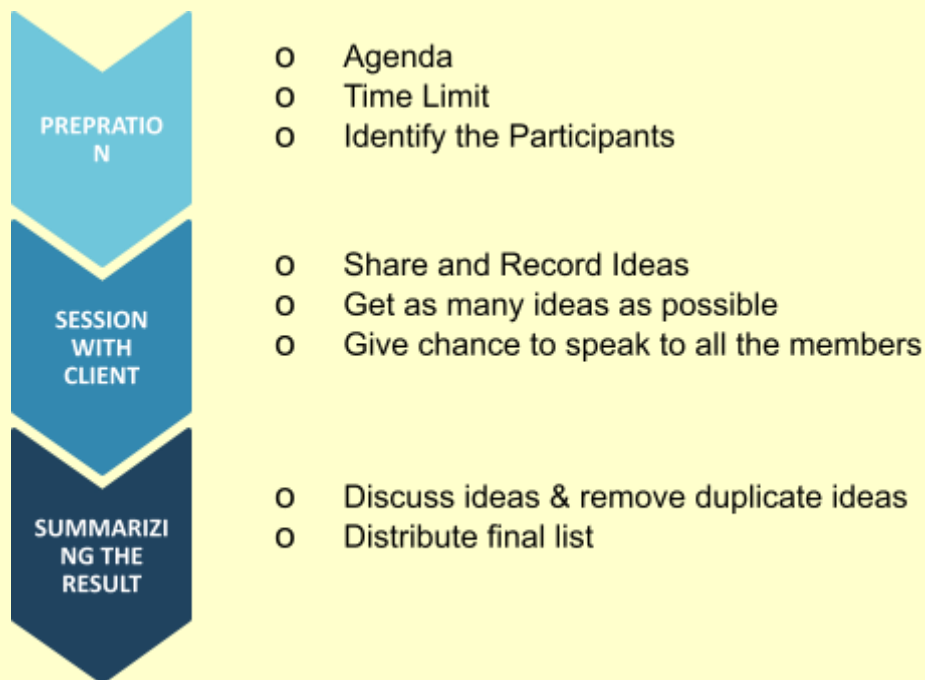 PREPRATIO
N
o Agenda
o Time Limit
o Identify the Participants
SESSION
WITH
CLIENT
o Share and Record Ideas
o Get as many ideas as possible
o Give chance to speak to all the members
SUMMARIZI
NG THE
RESULT
o Discuss ideas & remove duplicate ideas
o Distribute final list